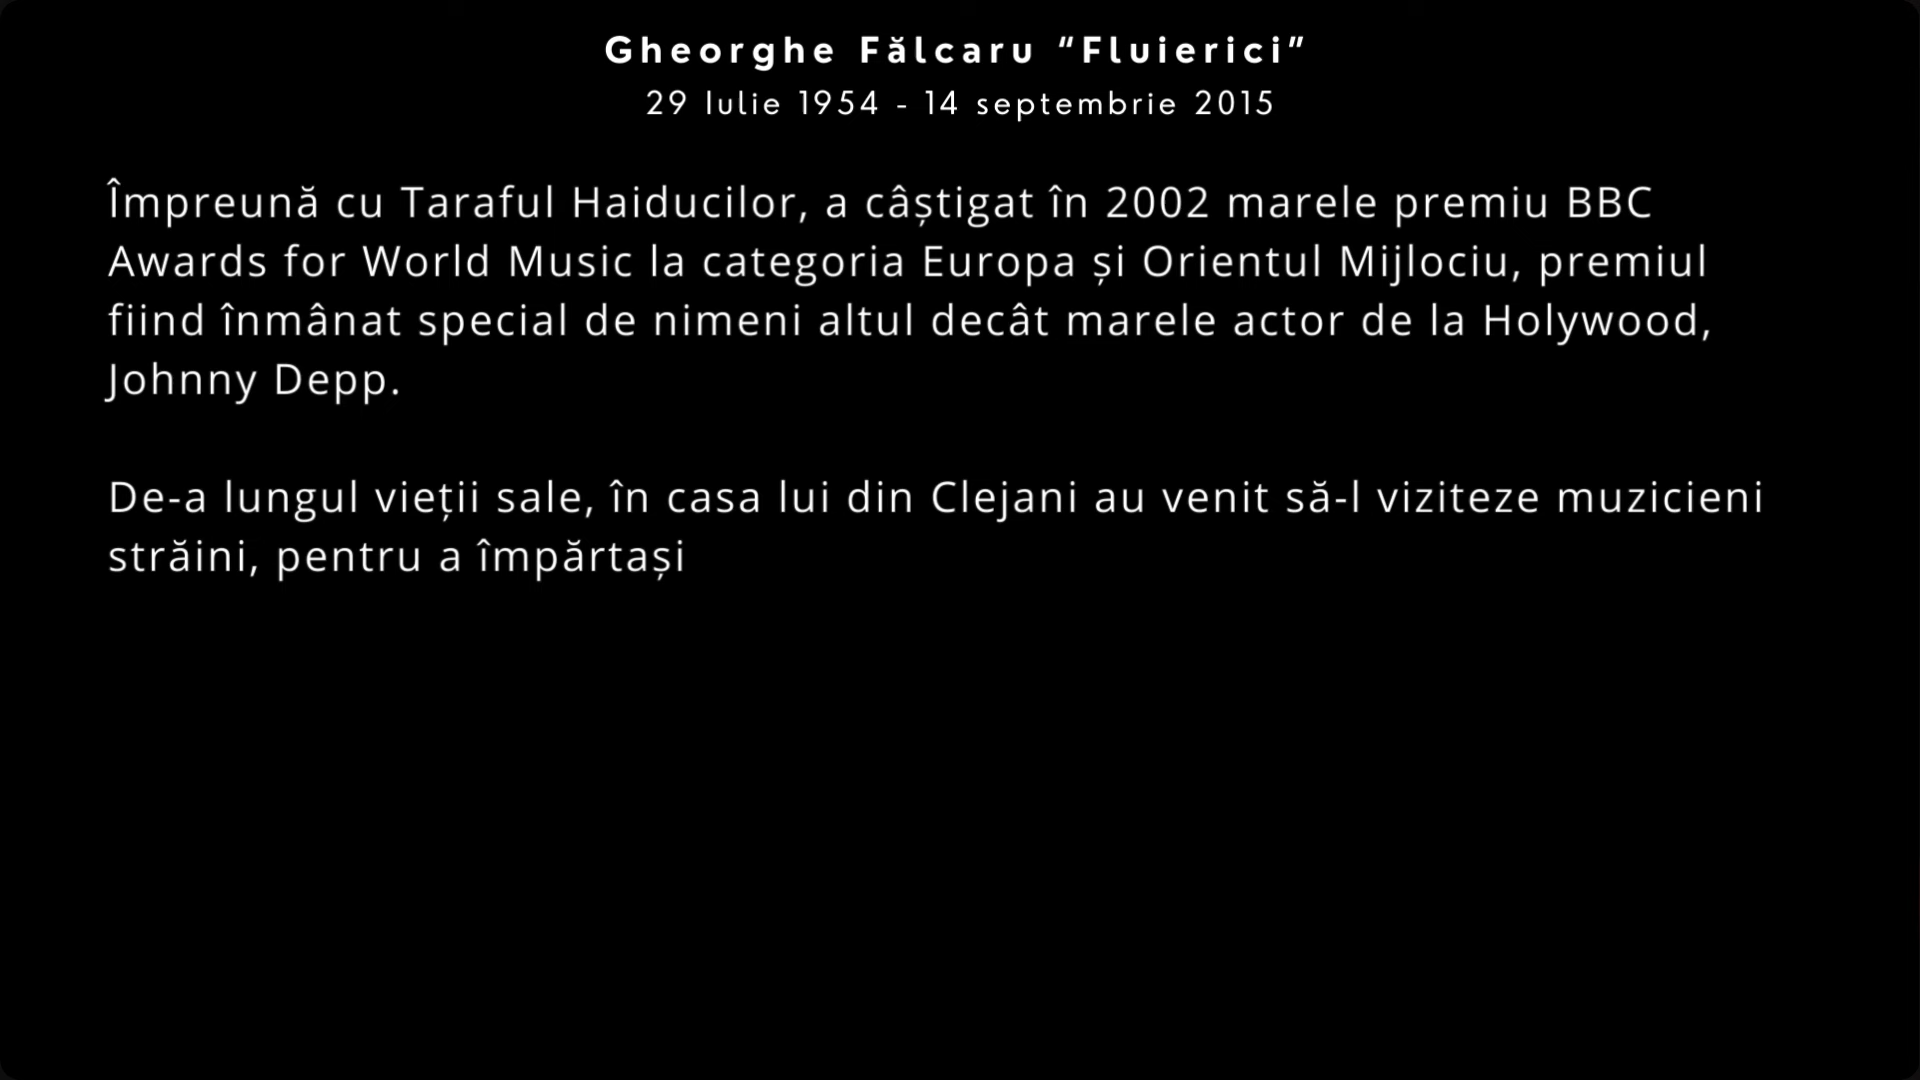 Gheorghe Fălcaru “Fluierici”
29 Iulie 1954 - 14 septembrie 2015
Împreună cu Taraful Haiducilor, a câștigat în 2002 marele premiu BBC
Awards for World Music la categoria Europa și Orientul Mijlociu, premiul
fiind înmânat special de nimeni altul decât marele actor de la Holywood,
Johnny Depp.
De-a lungul vieții sale, în casa lui din Clejani au venit să-l viziteze muzicieni
străini, pentru a împărtași